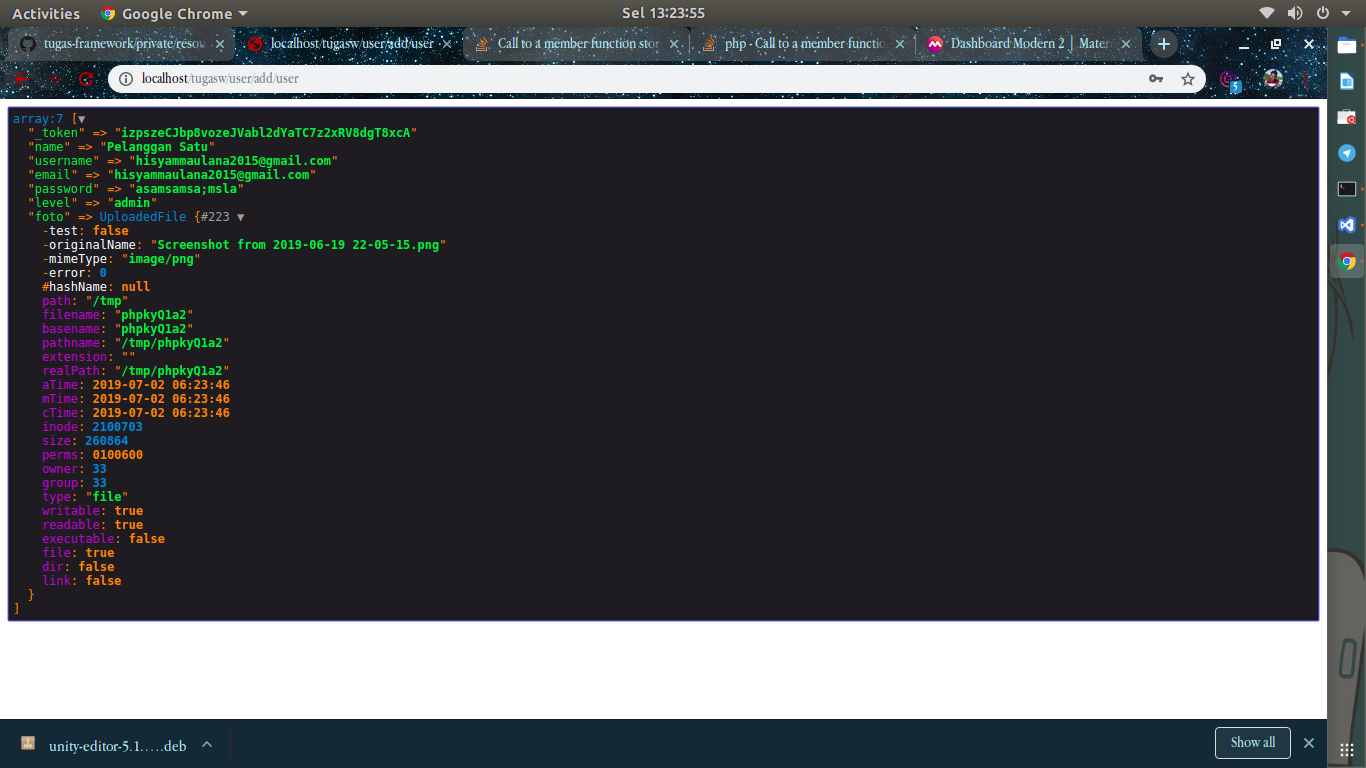 Activities Google Chrome Sel 13:23:55
tugas-framework/private/resou localhost/tugasw/user/add/user Call to a member function stor php - Call to a member functio Dashboard Modern 2 | Mater
localhost/tugasw/user/add/user 5
array:7 [▼
"_token" => "izpszeCJbp8vozeJVabl2dYaTC7z2xRV8dgT8xcA"
"name" => "Pelanggan Satu"
"username" => "hisyammaulana2015@gmail.com"
"email" => "hisyammaulana2015@gmail.com"
"password" => "asamsamsa;msla"
"level" => "admin"
"foto" => UploadedFile {#223 ▼
-test: false
-originalName: "Screenshot from 2019-06-19 22-05-15.png"
-mimeType: "image/png"
-error: 0
#hashName: null
path: "/tmp"
filename: "phpkyQ1a2"
basename: "phpkyQ1a2"
pathname: "/tmp/phpkyQ1a2"
extension: ""
realPath: "/tmp/phpkyQ1a2"
aTime: 2019-07-02 06:23:46
mTime: 2019-07-02 06:23:46
cTime: 2019-07-02 06:23:46
inode: 2100703
size: 260864
perms: 0100600
owner: 33
group: 33
type: "file"
writable: true
readable: true
executable: false
file: true
dir: false
link: false
}
]
unity-editor-5.1.….deb Show all